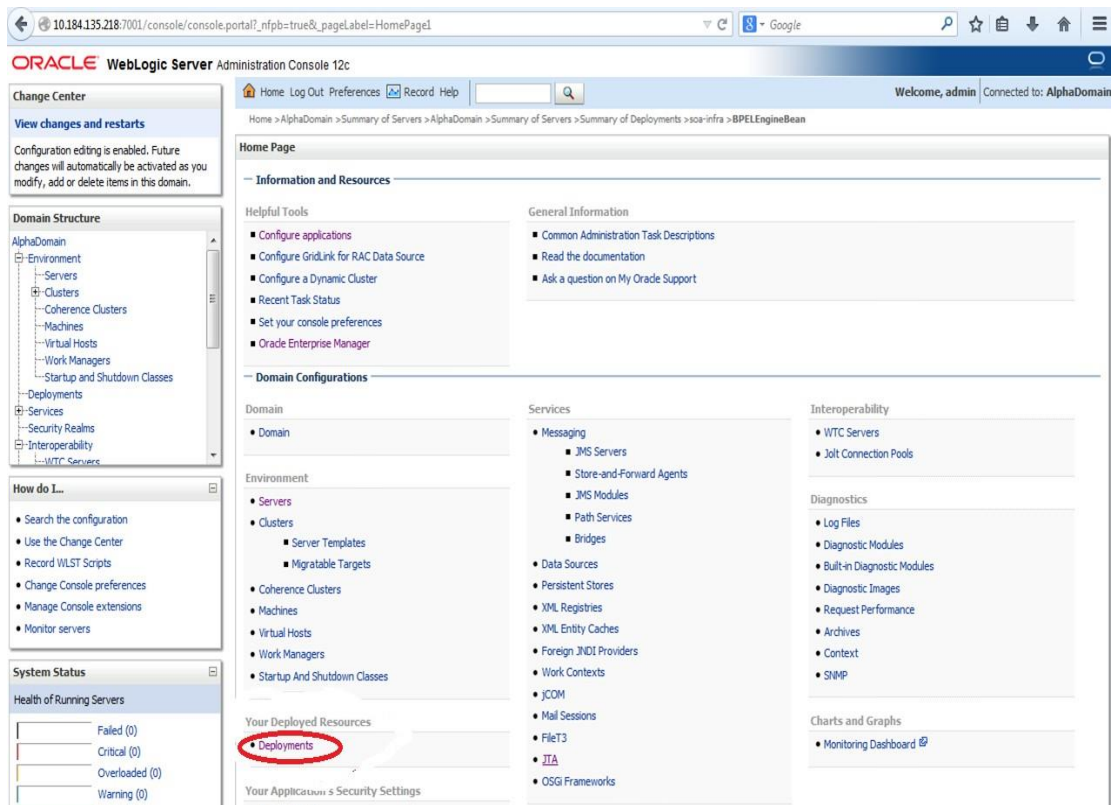 10.184.135.218:7001/console/console.portal?_nfpb=true&_pageLabel=HomePage1
Google
ORACLE WebLogic Server Administration Console 12c
Change Center
View changes and restarts
Configuration editing is enabled. Future
changes will automatically be activated as you
modify, add or delete items in this domain.
Domain Structure
AlphaDomain
Environment
Servers
Clusters
Coherence Clusters
Machines
Virtual Hosts
Work Managers
Startup and Shutdown Classes
Deployments
Services
Security Realms
Interoperability
WTC Servers
How do I...
Search the configuration
Use the Change Center
Record WLST Scripts
Change Console preferences
Manage Console extensions
Monitor servers
System Status
Health of Running Servers
Failed (0)
Critical (0)
Overloaded (0)
Warning (0)
Home Log Out Preferences Record Help
Welcome, admin Connected to: AlphaDomain
Home >AlphaDomain >Summary of Servers >AlphaDomain >Summary of Servers >Summary of Deployments >soa-infra >BPELEngineBean
Home Page
Information and Resources
Helpful Tools
Configure applications
Configure GridLink for RAC Data Source
Configure a Dynamic Cluster
Recent Task Status
Set your console preferences
Oracle Enterprise Manager
General Information
Common Administration Task Descriptions
Read the documentation
Ask a question on My Oracle Support
Domain Configurations
Domain
Domain
Environment
Servers
Clusters
Server Templates
Migratable Targets
Coherence Clusters
Machines
Virtual Hosts
Work Managers
Startup And Shutdown Classes
Your Deployed Resources
Deployments
Your Application's Security Settings
Services
Messaging
JMS Servers
Store-and-Forward Agents
JMS Modules
Path Services
Bridges
Data Sources
Persistent Stores
XML Registries
XML Entity Caches
Foreign JNDI Providers
Work Contexts
jCOM
Mail Sessions
FileT3
JTA
OSGi Frameworks
Interoperability
WTC Servers
Jolt Connection Pools
Diagnostics
Log Files
Diagnostic Modules
Built-in Diagnostic Modules
Diagnostic Images
Request Performance
Archives
Context
SNMP
Charts and Graphs
Monitoring Dashboard